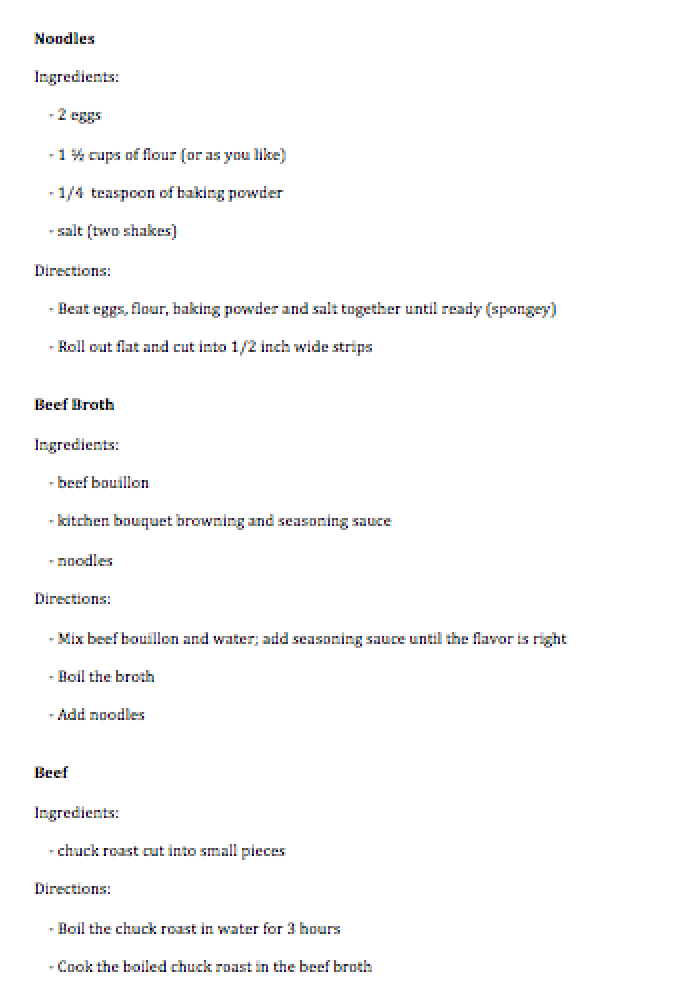 Noodles
Ingredients:
- 2 eggs
- 1 ½ cups of flour (or as you like)
- 1/4 teaspoon of baking powder
- salt (two shakes)
Directions:
- Beat eggs, flour, baking powder and salt together until ready (spongey)
- Roll out flat and cut into 1/2 inch wide strips
Beef Broth
Ingredients:
- beef bouillon
- kitchen bouquet browning and seasoning sauce
- noodles
Directions:
- Mix beef bouillon and water; add seasoning sauce until the flavor is right
- Boil the broth
- Add noodles
Beef
Ingredients:
- chuck roast cut into small pieces
Directions:
- Boil the chuck roast in water for 3 hours
- Cook the boiled chuck roast in the beef broth